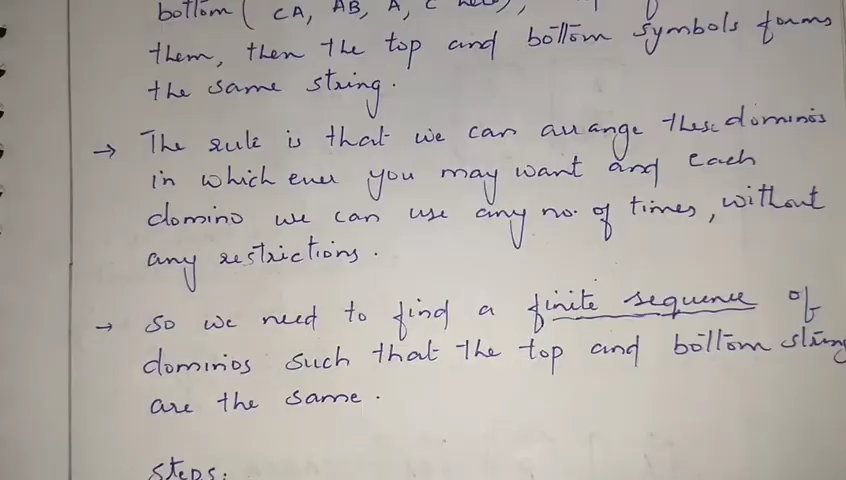 bottom ( CA, AB, A, C
them, then the top and bottom symbols forms
the same string.
→ The rule is that we can arrange these dominos
in which ever you may want and each
domino we can use any no. of times, without
any restrictions.
→ so we need to find a finite sequence of
dominos such that the top and bottom string
are the same.
Steps: